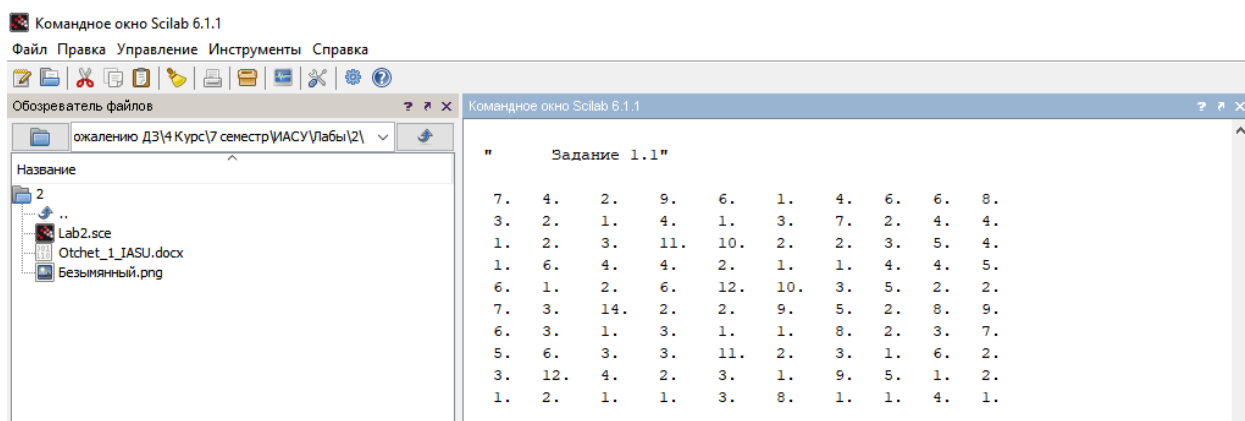 Командное окно Scilab 6.1.1
Файл Правка Управление Инструменты Справка
Обозреватель файлов
Командное окно Scilab 6.1.1
ожалению ДЗ\4 Курс\7 семестр\ИАСУ\Лабы\2\
Название
2
..
Lab2.sce
Otchet_1_IASU.docx
Безымянный.png
" Задание 1.1"
7. 4. 2. 9. 6. 1. 4. 6. 6. 8.
3. 2. 1. 4. 1. 3. 7. 2. 4. 4.
1. 2. 3. 11. 10. 2. 2. 3. 5. 4.
1. 6. 4. 4. 2. 1. 1. 4. 4. 5.
6. 1. 2. 6. 12. 10. 3. 5. 2. 2.
7. 3. 14. 2. 2. 9. 5. 2. 8. 9.
6. 3. 1. 3. 1. 1. 8. 2. 3. 7.
5. 6. 3. 3. 11. 2. 3. 1. 6. 2.
3. 12. 4. 2. 3. 1. 9. 5. 1. 2.
1. 2. 1. 1. 3. 8. 1. 1. 4. 1.